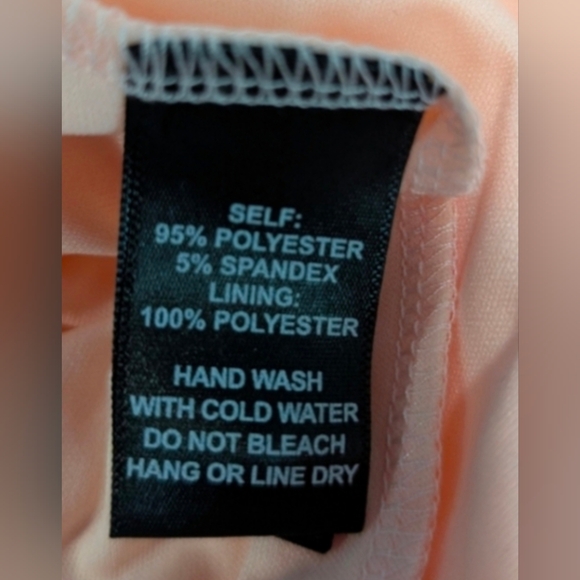 SELF:
95% POLYESTER
5% SPANDEX
LINING:
100% POLYESTER
HAND WASH
WITH COLD WATER
DO NOT BLEACH
HANG OR LINE DRY